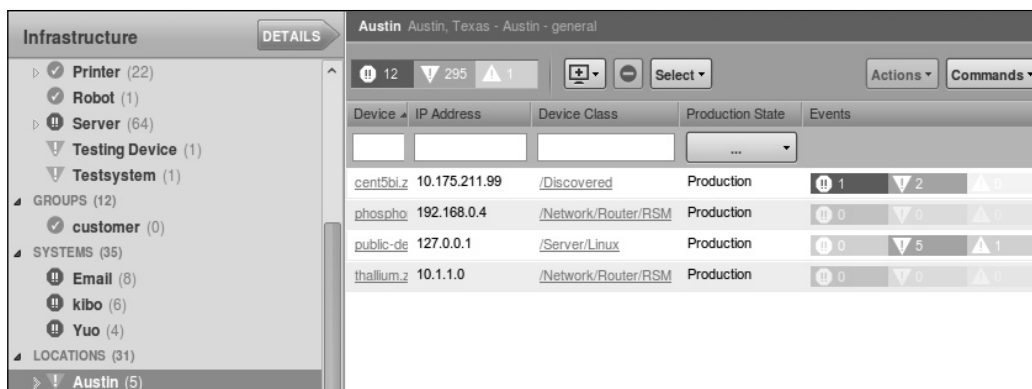 Infrastructure
DETAILS
Printer (22)
Robot (1)
Server (64)
Testing Device (1)
Testsystem (1)
GROUPS (12)
customer (0)
SYSTEMS (35)
Email (8)
kibo (6)
Yuo (4)
LOCATIONS (31)
Austin (5)
Austin Austin, Texas - Austin - general
12 295 1
Select
Actions
Commands
Device IP Address Device Class Production State Events
...
cent5bi.z 10.175.211.99 /Discovered Production 1 2 0
phospho 192.168.0.4 /Network/Router/RSM Production 0 0 0
public-de 127.0.0.1 /Server/Linux Production 0 5 1
thallium.z 10.1.1.0 /Network/Router/RSM Production 0 0 0